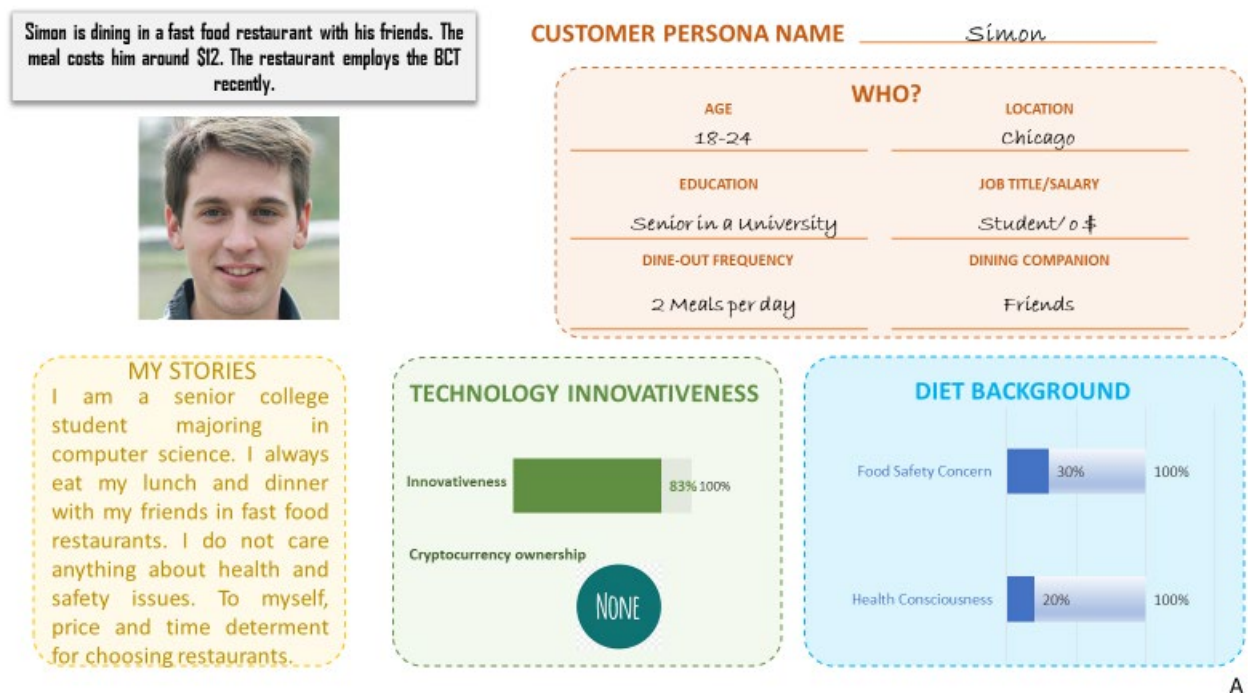 Simon is dining in a fast food restaurant with his friends. The
meal costs him around $12. The restaurant employs the BCT
recently.
CUSTOMER PERSONA NAME Simon
WHO?
AGE
18-24
LOCATION
Chicago
EDUCATION
Senior in a University
JOB TITLE/SALARY
Student/ 0 $
DINE-OUT FREQUENCY
2 Meals per day
DINING COMPANION
Friends
MY STORIES
I am a senior college
student majoring in
computer science. I always
eat my lunch and dinner
with my friends in fast food
restaurants. I do not care
anything about health and
safety issues. To myself,
price and time determent
for choosing restaurants.
TECHNOLOGY INNOVATIVENESS
Innovativeness 83% 100%
Cryptocurrency ownership
NONE
DIET BACKGROUND
Food Safety Concern 30% 100%
Health Consciousness 20% 100%
A